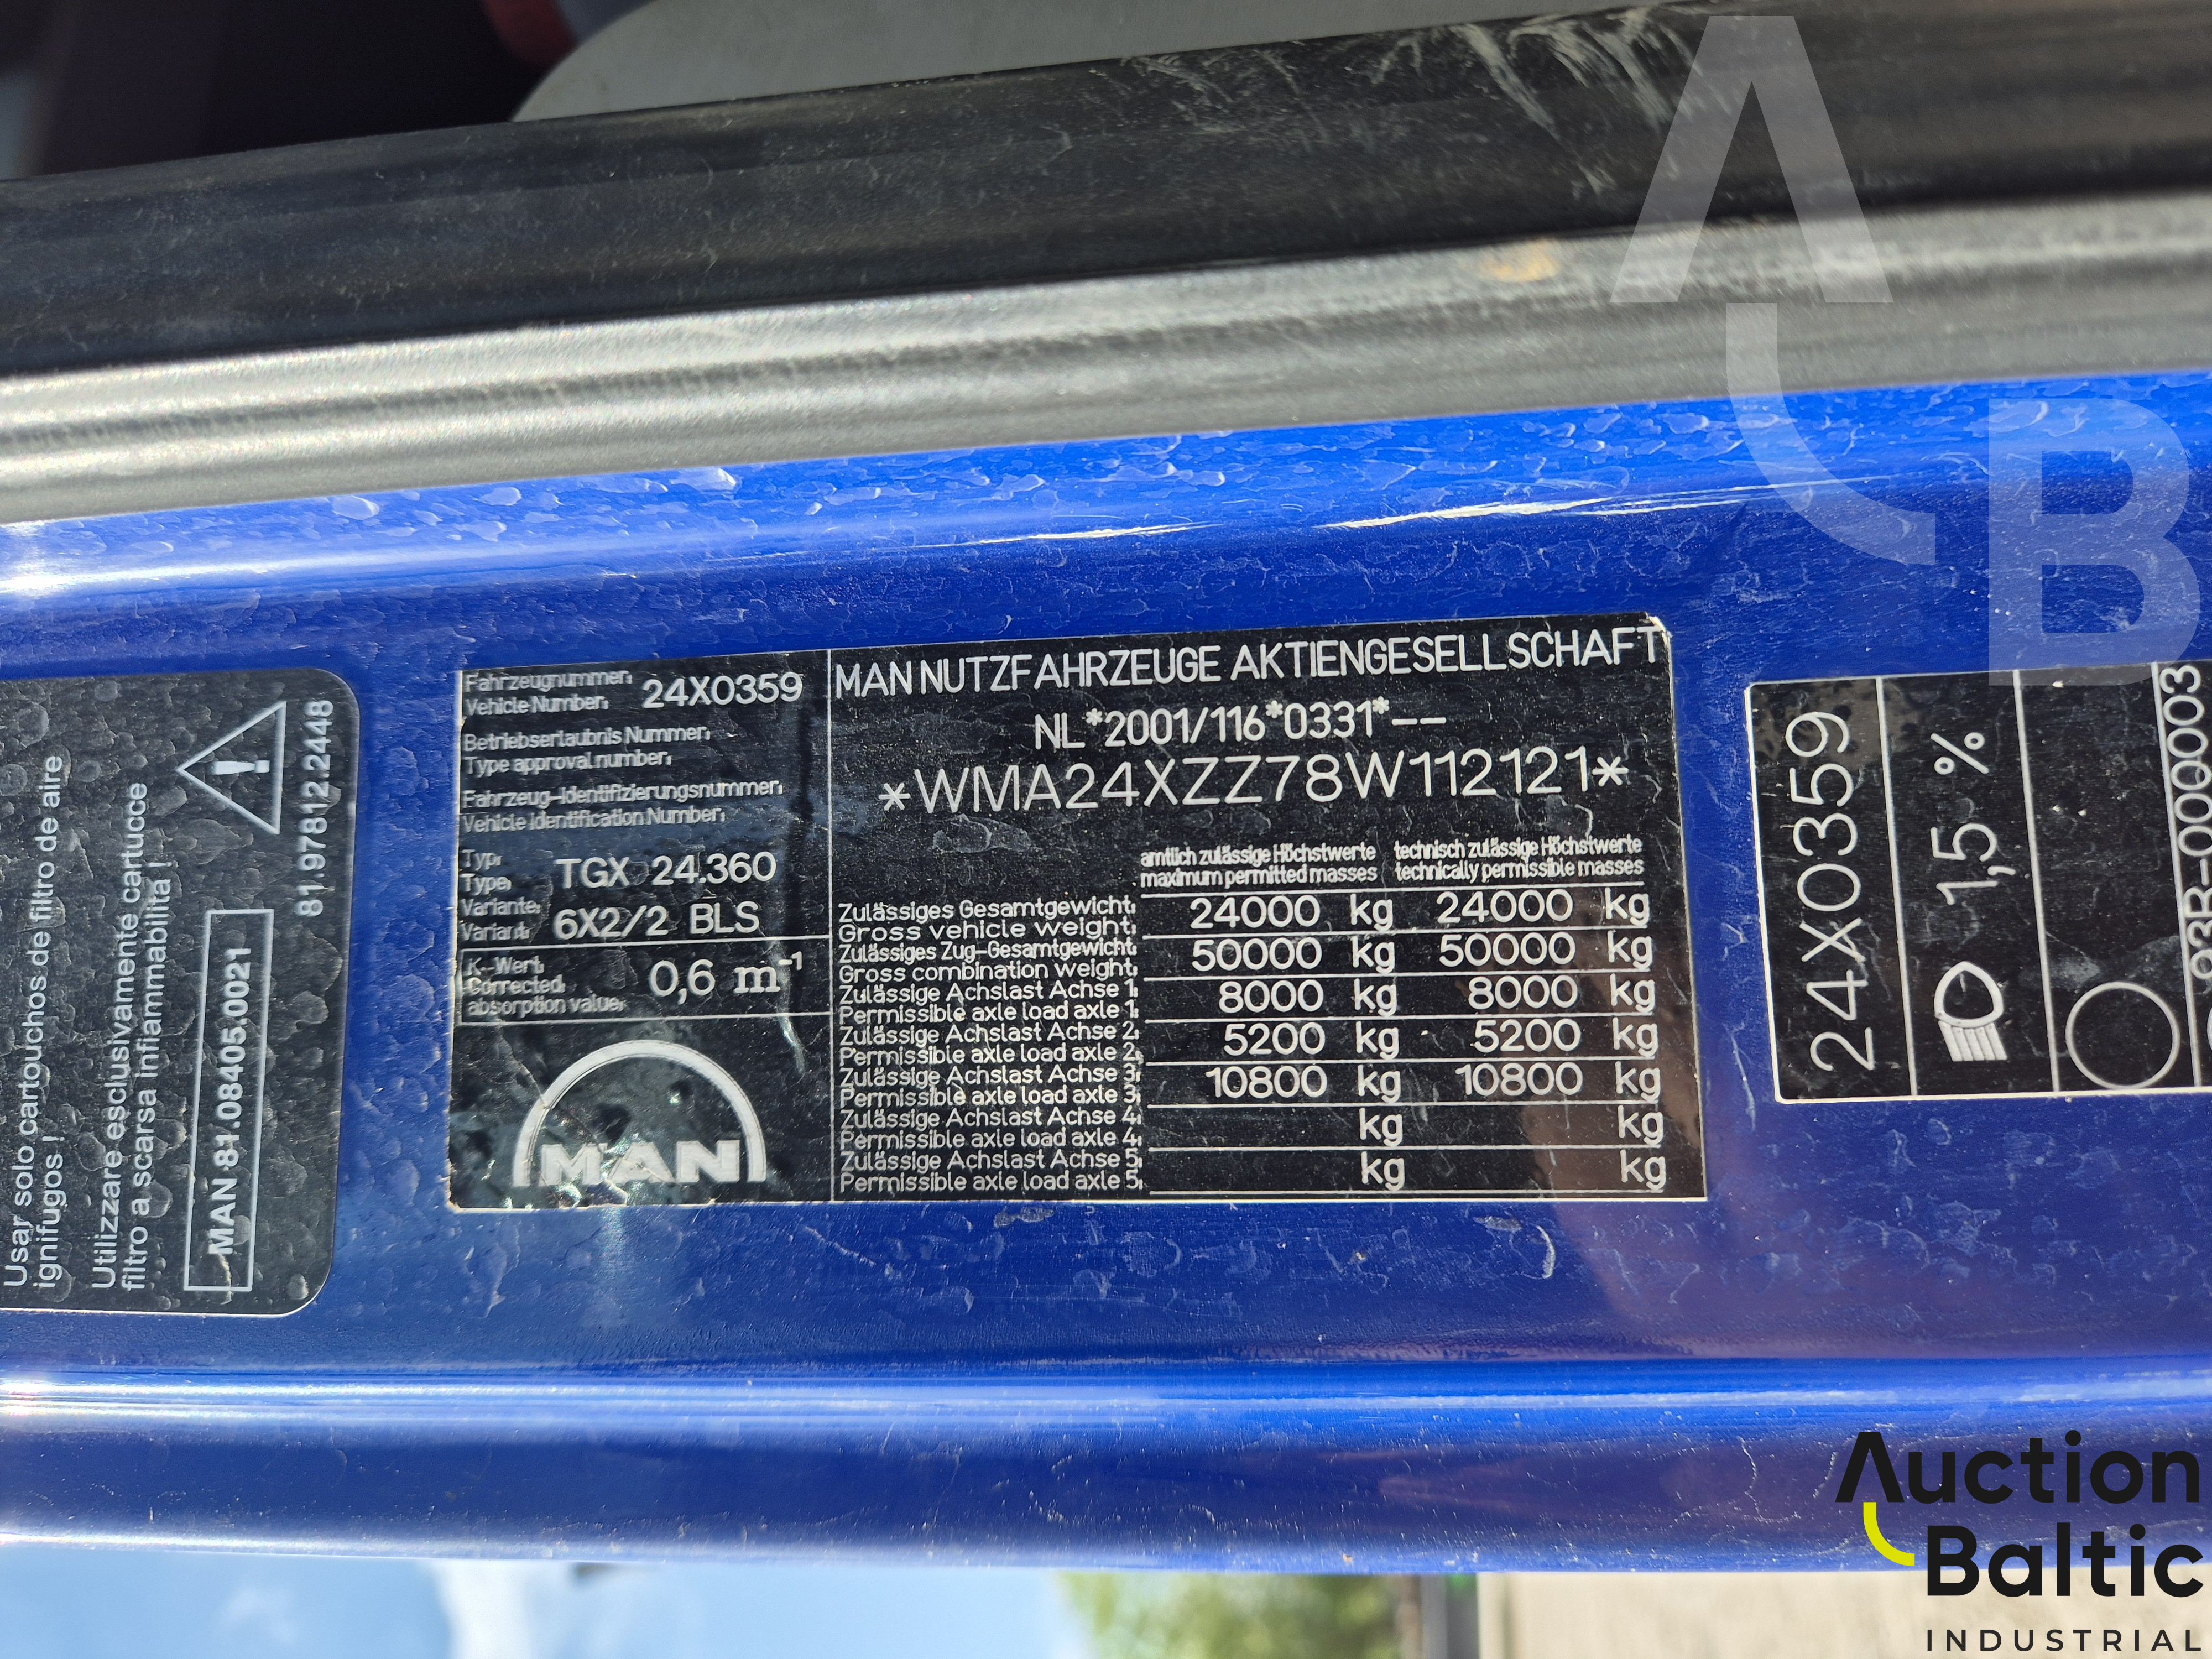 Usar solo cartouchos de filtro de aire
ignifugos !
Utilizzare esclusivamente cartucce
filtro a scarsa infiammabilita !
MAN 81.08405.0021
81.97812.2448
Fahrzeugnummer:
Vehicle Number: 24X0359
Betriebserlaubnis Nummer:
Type approval number:
Fahrzeug-Identifizierungsnummer:
Vehicle Identification Number:
Typ:
Type: TGX 24.360
Variante:
Variant: 6X2/2 BLS
K-Wert:
Corrected
absorption value: 0,6 m-1
MAN
MAN NUTZFAHRZEUGE AKTIENGESELLSCHAFT
NL*2001/116*0331*--
*WMA24XZZ78W112121*
amtlich zulässige Höchstwerte technisch zulässige Höchstwerte
maximum permitted masses technically permissible masses
Zulässiges Gesamtgewicht:
Gross vehicle weight: 24000 kg 24000 kg
Zulässiges Zug-Gesamtgewicht:
Gross combination weight: 50000 kg 50000 kg
Zulässige Achslast Achse 1:
Permissible axle load axle 1: 8000 kg 8000 kg
Zulässige Achslast Achse 2:
Permissible axle load axle 2: 5200 kg 5200 kg
Zulässige Achslast Achse 3:
Permissible axle load axle 3: 10800 kg 10800 kg
Zulässige Achslast Achse 4:
Permissible axle load axle 4: kg kg
Zulässige Achslast Achse 5:
Permissible axle load axle 5: kg kg
24X0359
1,5 %
03R-000003
A
B
Auction
Baltic
INDUSTRIAL